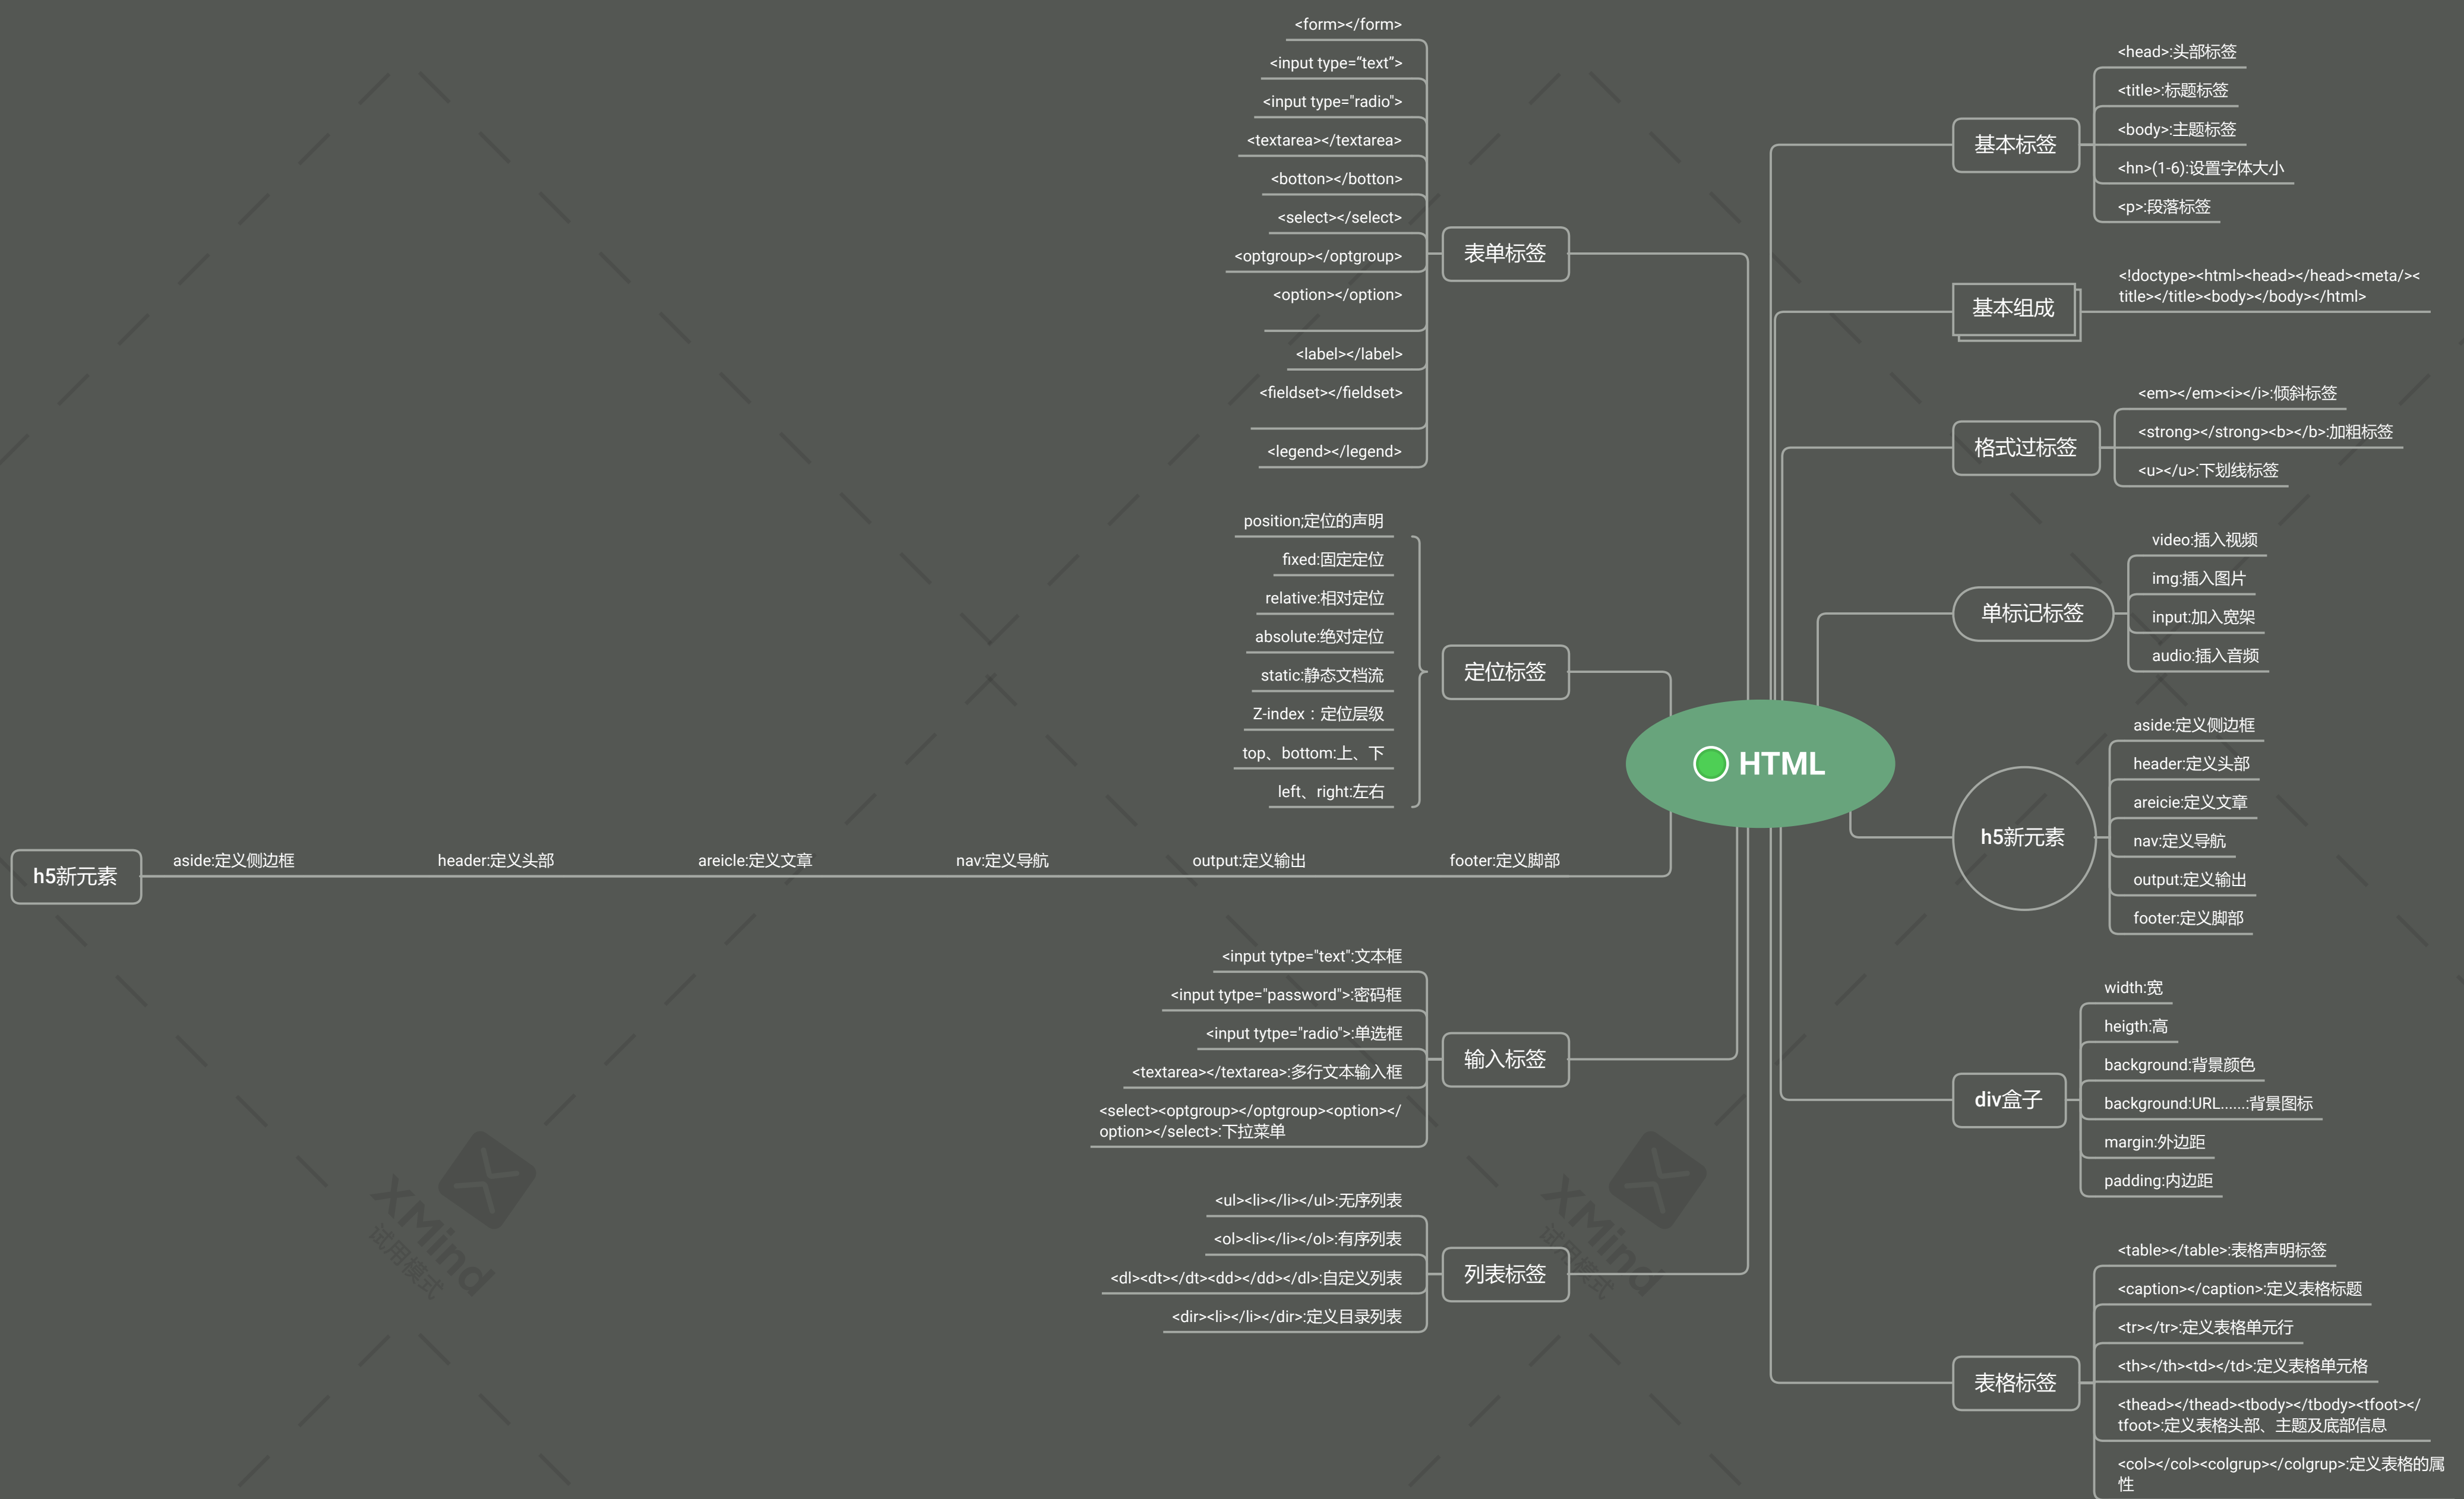 HTML
基本标签
<head>:头部标签
<title>:标题标签
<body>:主题标签
<hn>(1-6):设置字体大小
<p>:段落标签
基本组成
<!doctype><html><head></head><meta/><
title></title><body></body></html>
格式过标签
<em></em><i></i>:倾斜标签
<strong></strong><b></b>:加粗标签
<u></u>:下划线标签
单标记标签
video:插入视频
img:插入图片
input:加入宽架
audio:插入音频
h5新元素
aside:定义侧边框
header:定义头部
areicie:定义文章
nav:定义导航
output:定义输出
footer:定义脚部
div盒子
width:宽
heigth:高
background:背景颜色
background:URL......:背景图标
margin:外边距
padding:内边距
表格标签
<table></table>:表格声明标签
<caption></caption>:定义表格标题
<tr></tr>:定义表格单元行
<th></th><td></td>:定义表格单元格
<thead></thead><tbody></tbody><tfoot></
tfoot>:定义表格头部、主题及底部信息
<col></col><colgrup></colgrup>:定义表格的属
性
表单标签
<form></form>
<input type=“text”>
<input type="radio">
<textarea></textarea>
<botton></botton>
<select></select>
<optgroup></optgroup>
<option></option>
<label></label>
<fieldset></fieldset>
<legend></legend>
定位标签
position;定位的声明
fixed:固定定位
relative:相对定位
absolute:绝对定位
static:静态文档流
Z-index：定位层级
top、bottom:上、下
left、right:左右
h5新元素
aside:定义侧边框
header:定义头部
areicle:定义文章
nav:定义导航
output:定义输出
footer:定义脚部
输入标签
<input tytpe="text":文本框
<input tytpe="password">:密码框
<input tytpe="radio">:单选框
<textarea></textarea>:多行文本输入框
<select><optgroup></optgroup><option></
option></select>:下拉菜单
列表标签
<ul><li></li></ul>:无序列表
<ol><li></li></ol>:有序列表
<dl><dt></dt><dd></dd></dl>:自定义列表
<dir><li></li></dir>:定义目录列表
XMind
试用模式
XMind
试用模式